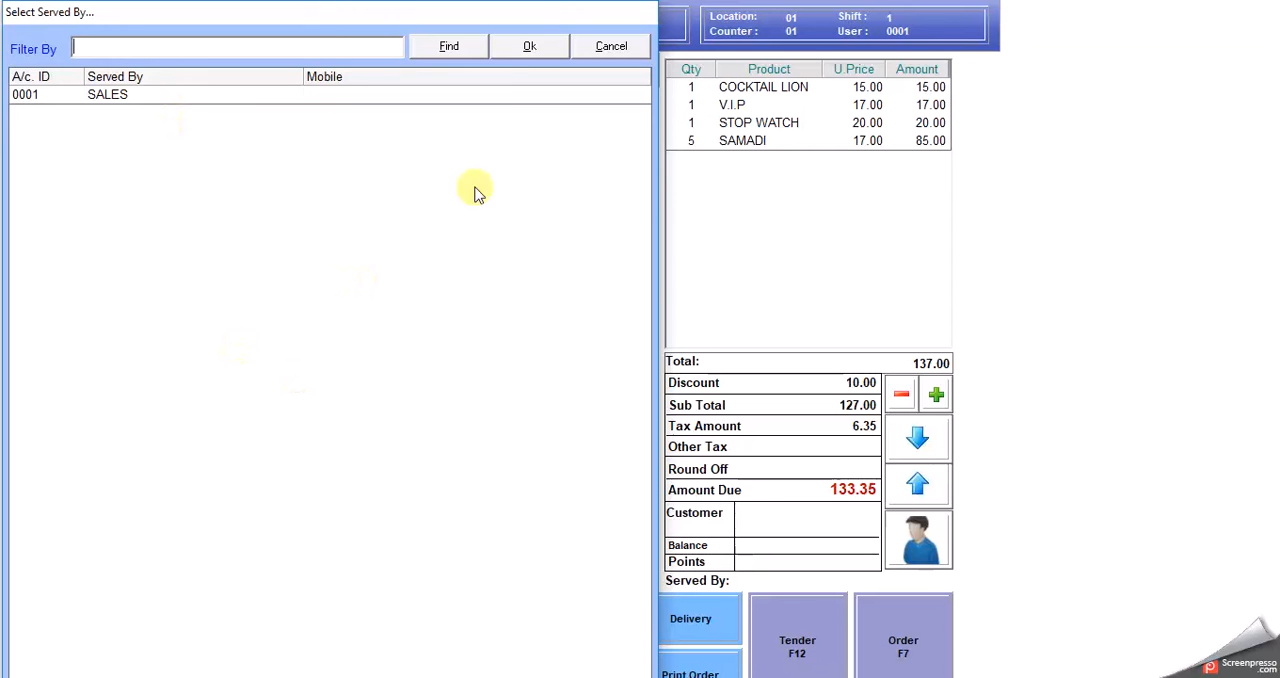 Select Served By...
Filter By
Find
Ok
Cancel
A/c. ID Served By Mobile
0001 SALES
Location: 01 Shift : 1
Counter : 01 User : 0001
Qty Product U Price Amount
1 COCKTAIL LION 15.00 15.00
1 V.I.P 17.00 17.00
1 STOP WATCH 20.00 20.00
5 SAMADI 17.00 85.00
Total: 137.00
Discount 10.00
Sub Total 127.00
Tax Amount 6.35
Other Tax
Round Off
Amount Due 133.35
Customer
Balance
Points
Served By:
Delivery
Print Order
Tender
F12
Order
F7
Screenpresso
.com